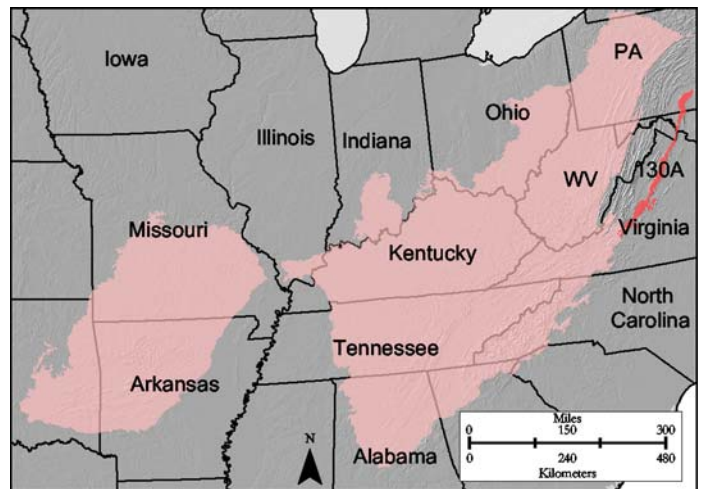 Iowa
PA
Ohio
Illinois
Indiana
WV
130A
Missouri
Virginia
Kentucky
North
Carolina
Tennessee
Arkansas
Alabama
N
Miles
0 150 300
0 240 480
Kilometers